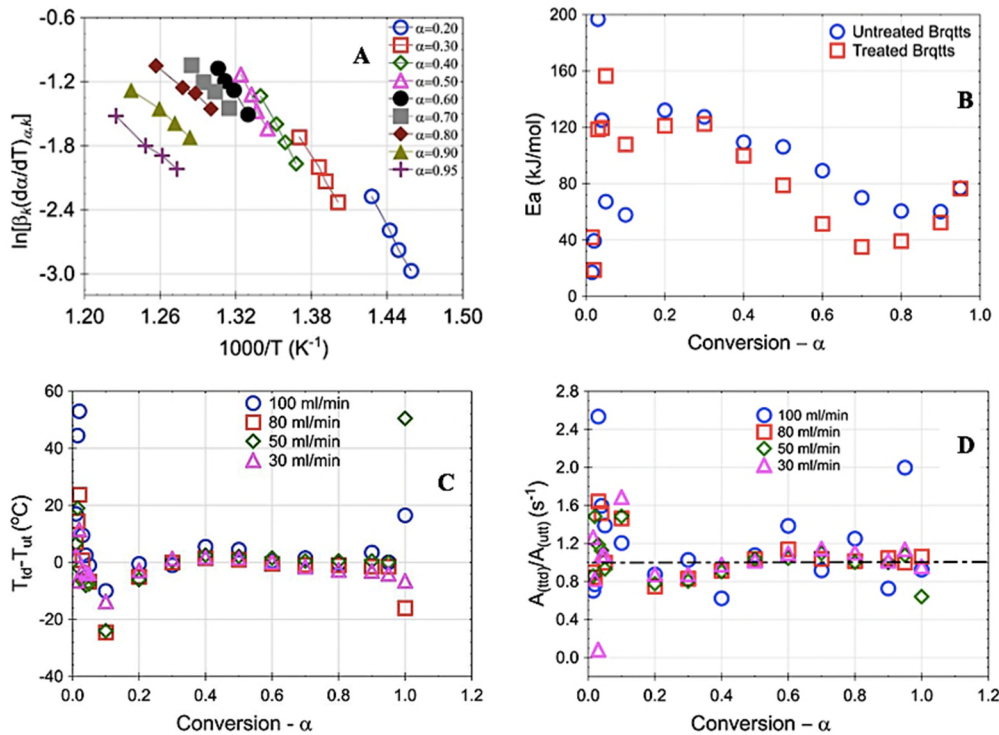 -0.6
-1.2
-1.8
-2.4
-3.0
ln[βk(dα/dT)α,k]
A
α=0.20
α=0.30
α=0.40
α=0.50
α=0.60
α=0.70
α=0.80
α=0.90
α=0.95
1.20 1.26 1.32 1.38 1.44 1.50
1000/T (K-1)
200
160
120
80
40
0
Ea (kJ/mol)
Untreated Brqtts
Treated Brqtts
B
0.0 0.2 0.4 0.6 0.8 1.0
Conversion – α
60
40
20
0
-20
-40
Ttd- Tut (oC)
100 ml/min
80 ml/min
50 ml/min
30 ml/min
C
0.0 0.2 0.4 0.6 0.8 1.0 1.2
Conversion - α
2.8
2.4
2.0
1.6
1.2
0.8
0.4
0.0
A(ttd)/A(utt) (s-1)
100 ml/min
80 ml/min
50 ml/min
30 ml/min
D
0.0 0.2 0.4 0.6 0.8 1.0 1.2
Conversion – α